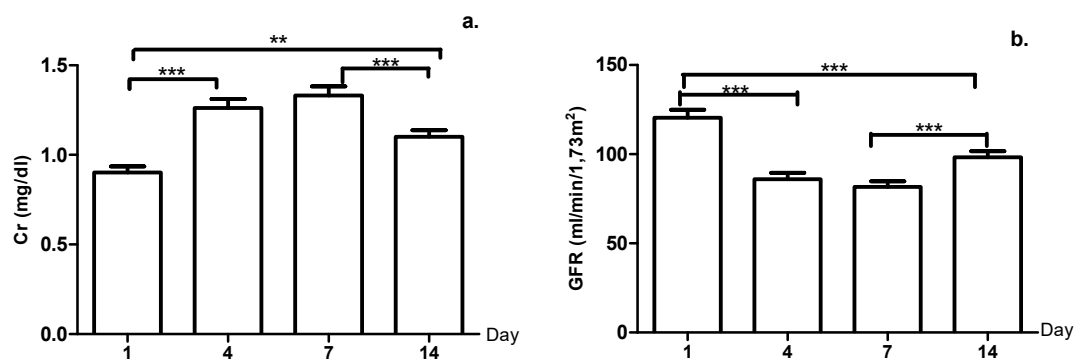 a.
**
***
***
1.5
1.0
0.5
0.0
Cr (mg/dl)
1 4 7 14 Day
b.
***
***
***
150
100
50
0
GFR (ml/min/1,73m²)
1 4 7 14 Day